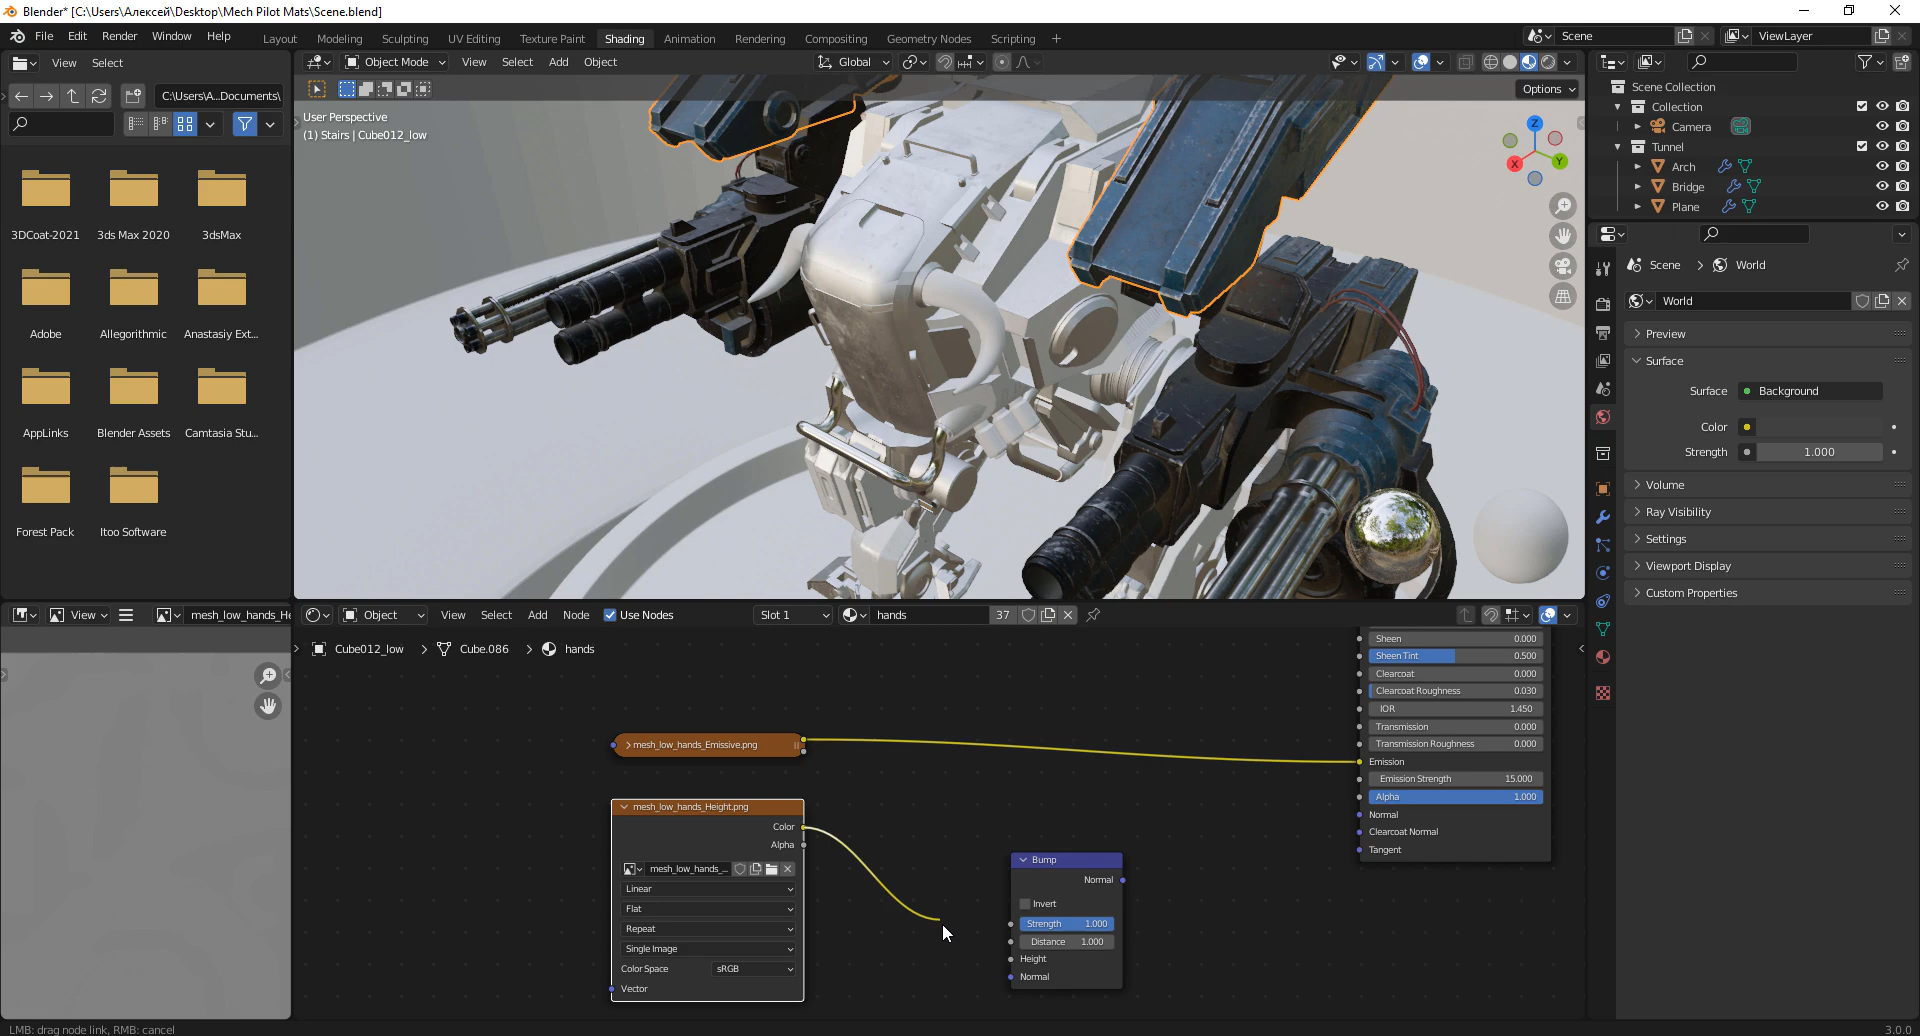 Blender* [C:\Users\Алексей\Desktop\Mech Pilot Mats\Scene.blend]
File Edit Render Window Help Layout Modeling Sculpting UV Editing Texture Paint Shading Animation Rendering Compositing Geometry Nodes Scripting + Scene ViewLayer
View Select
C:\Users\A...Documents\
3DCoat-2021 3ds Max 2020 3dsMax
Adobe Allegorithmic Anastasiy Ext...
AppLinks Blender Assets Camtasia Stu...
Forest Pack Itoo Software
Object Mode View Select Add Object Global
Options
User Perspective
(1) Stairs | Cube012_low
Z
X
Y
Scene Collection
Collection
Camera
Tunnel
Arch
Bridge
Plane
Scene > World
World
Preview
Surface
Surface Background
Color
Strength 1.000
Volume
Ray Visibility
Settings
Viewport Display
Custom Properties
View mesh_low_hands_He
Object View Select Add Node Use Nodes Slot 1 hands 37
Cube012_low > Cube.086 > hands
mesh_low_hands_Emissive.png
mesh_low_hands_Height.png
Color
Alpha
mesh_low_hands_...
Linear
Flat
Repeat
Single Image
Color Space sRGB
Vector
Bump
Normal
Invert
Strength 1.000
Distance 1.000
Height
Normal
Sheen 0.000
Sheen Tint 0.500
Clearcoat 0.000
Clearcoat Roughness 0.030
IOR 1.450
Transmission 0.000
Transmission Roughness 0.000
Emission
Emission Strength 15.000
Alpha 1.000
Normal
Clearcoat Normal
Tangent
LMB: drag node link, RMB: cancel
3.0.0